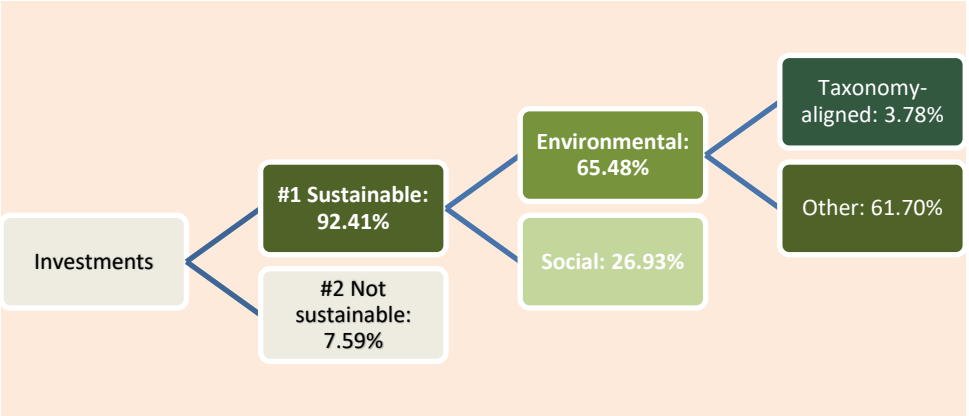 Investments
#1 Sustainable:
92.41%
#2 Not
sustainable:
7.59%
Environmental:
65.48%
Social: 26.93%
Taxonomy-
aligned: 3.78%
Other: 61.70%